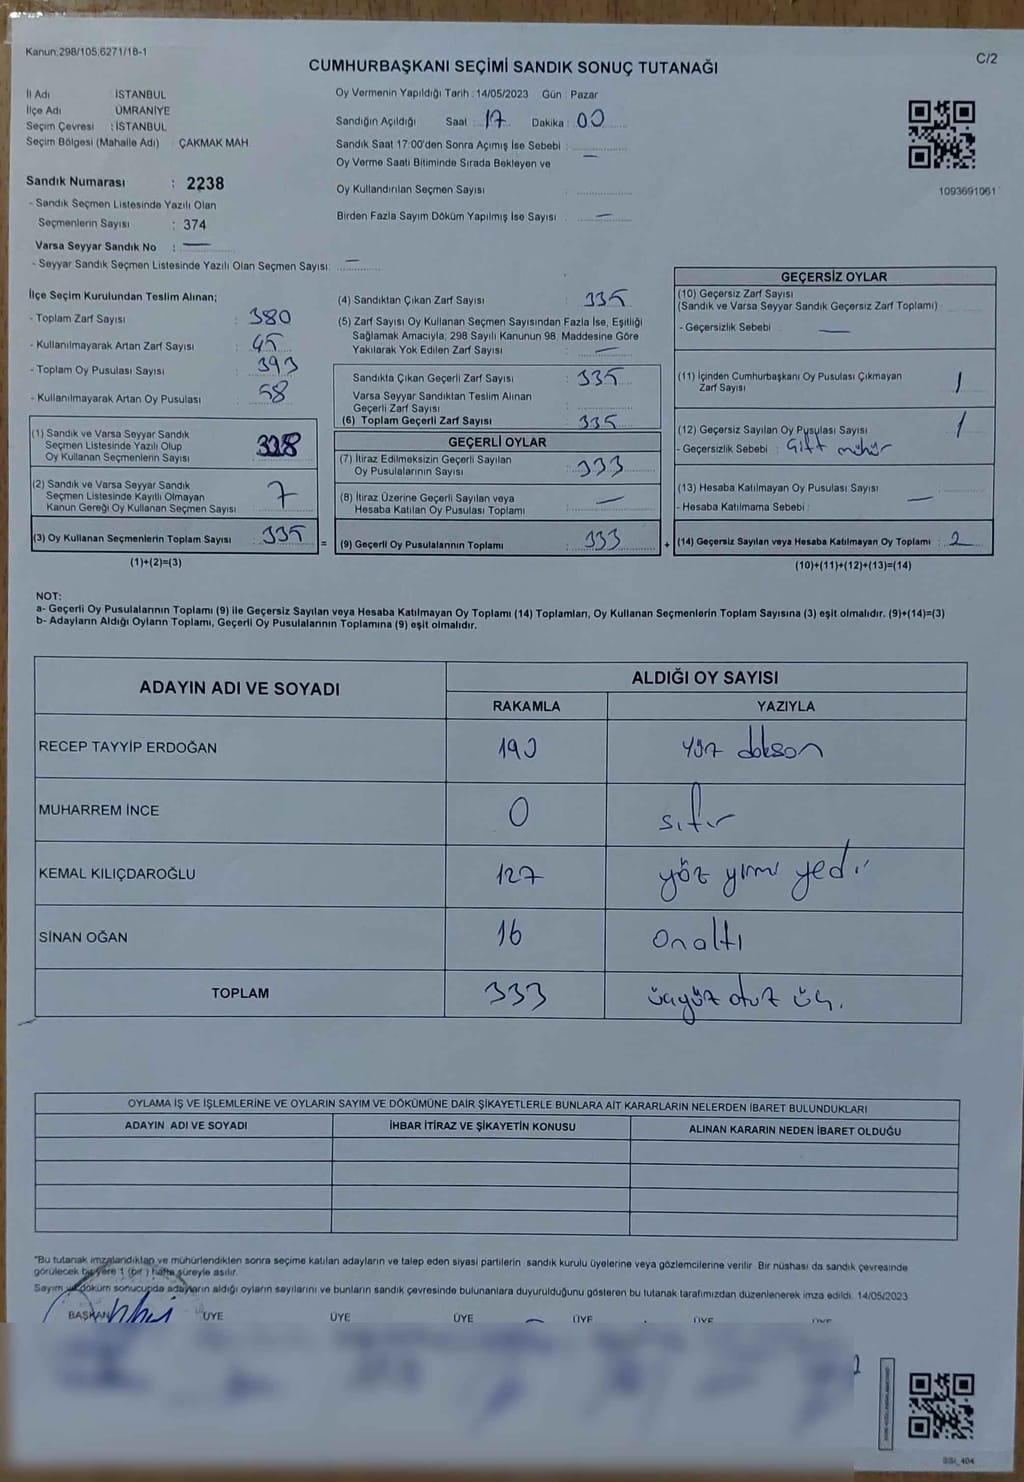 Kanun:298/105,6271/18-1
C/2
CUMHURBAŞKANI SEÇİMİ SANDIK SONUÇ TUTANAĞI
İl Adı İSTANBUL
İlçe Adı ÜMRANİYE
Seçim Çevresi : İSTANBUL
Seçim Bölgesi (Mahalle Adı) : ÇAKMAK MAH
Sandık Numarası : 2238
- Sandık Seçmen Listesinde Yazılı Olan
Seçmenlerin Sayısı : 374
Varsa Seyyar Sandık No : —
- Seyyar Sandık Seçmen Listesinde Yazılı Olan Seçmen Sayısı: —
Oy Vermenin Yapıldığı Tarih : 14/05/2023 Gün : Pazar
Sandığın Açıldığı Saat : 17 Dakika : 00
Sandık Saat 17:00'den Sonra Açımış İse Sebebi :
Oy Verme Saati Bitiminde Sırada Bekleyen ve —
Oy Kullandırılan Seçmen Sayısı :
Birden Fazla Sayım Döküm Yapılmış İse Sayısı : —
1093691061
İlçe Seçim Kurulundan Teslim Alınan;
- Toplam Zarf Sayısı : 380
- Kullanılmayarak Artan Zarf Sayısı : 45
- Toplam Oy Pusulası Sayısı : 393
- Kullanılmayarak Artan Oy Pusulası : 58
(1) Sandık ve Varsa Seyyar Sandık
Seçmen Listesinde Yazılı Olup
Oy Kullanan Seçmenlerin Sayısı : 328
(2) Sandık ve Varsa Seyyar Sandık
Seçmen Listesinde Kayıtlı Olmayan
Kanun Gereği Oy Kullanan Seçmen Sayısı : 7
(3) Oy Kullanan Seçmenlerin Toplam Sayısı : 335
(1)+(2)=(3)
(4) Sandıktan Çıkan Zarf Sayısı : 335
(5) Zarf Sayısı Oy Kullanan Seçmen Sayısından Fazla İse, Eşitliği
Sağlamak Amacıyla; 298 Sayılı Kanunun 98. Maddesine Göre
Yakılarak Yok Edilen Zarf Sayısı : —
Sandıkta Çıkan Geçerli Zarf Sayısı : 335
Varsa Seyyar Sandıktan Teslim Alınan
Geçerli Zarf Sayısı :
(6) Toplam Geçerli Zarf Sayısı : 335
GEÇERLİ OYLAR
(7) İtiraz Edilmeksizin Geçerli Sayılan
Oy Pusulalarının Sayısı : 333
(8) İtiraz Üzerine Geçerli Sayılan veya
Hesaba Katılan Oy Pusulası Toplamı : —
= (9) Geçerli Oy Pusulalarının Toplamı : 333 +
GEÇERSİZ OYLAR
(10) Geçersiz Zarf Sayısı
(Sandık ve Varsa Seyyar Sandık Geçersiz Zarf Toplamı) :
- Geçersizlik Sebebi : —
(11) İçinden Cumhurbaşkanı Oy Pusulası Çıkmayan
Zarf Sayısı : 1
(12) Geçersiz Sayılan Oy Pusulası Sayısı : 1
- Geçersizlik Sebebi : Çift mühür
(13) Hesaba Katılmayan Oy Pusulası Sayısı : —
- Hesaba Katılmama Sebebi :
(14) Geçersiz Sayılan veya Hesaba Katılmayan Oy Toplamı : 2
(10)+(11)+(12)+(13)=(14)
NOT:
a- Geçerli Oy Pusulalarının Toplamı (9) ile Geçersiz Sayılan veya Hesaba Katılmayan Oy Toplamı (14) Toplamları, Oy Kullanan Seçmenlerin Toplam Sayısına (3) eşit olmalıdır. (9)+(14)=(3)
b- Adayların Aldığı Oyların Toplamı, Geçerli Oy Pusulalarının Toplamına (9) eşit olmalıdır.
ADAYIN ADI VE SOYADI ALDIĞI OY SAYISI
RAKAMLA YAZIYLA
RECEP TAYYİP ERDOĞAN 190 yüz dokson
MUHARREM İNCE 0 sıfır
KEMAL KILIÇDAROĞLU 127 yöz yirmi yedi
SİNAN OĞAN 16 onaltı
TOPLAM 333 üçyüz otuz üç.
OYLAMA İŞ VE İŞLEMLERİNE VE OYLARIN SAYIM VE DÖKÜMÜNE DAİR ŞİKAYETLERLE BUNLARA AİT KARARLARIN NELERDEN İBARET BULUNDUKLARI
ADAYIN ADI VE SOYADI İHBAR İTİRAZ VE ŞİKAYETİN KONUSU ALINAN KARARIN NEDEN İBARET OLDUĞU
*Bu tutanak imzalandıktan ve mühürlendikten sonra seçime katılan adayların ve talep eden siyasi partilerin sandık kurulu üyelerine veya gözlemcilerine verilir. Bir nüshası da sandık çevresinde
görülecek bir yere 1 (bir ) hafta süreyle asılır.
Sayım ve döküm sonucunda adayların aldığı oyların sayılarını ve bunların sandık çevresinde bulunanlara duyurulduğunu gösteren bu tutanak tarafımızdan düzenlenerek imza edildi. 14/05/2023
BAŞKAN ÜYE ÜYE ÜYE ÜYE ÜYE ÜYE